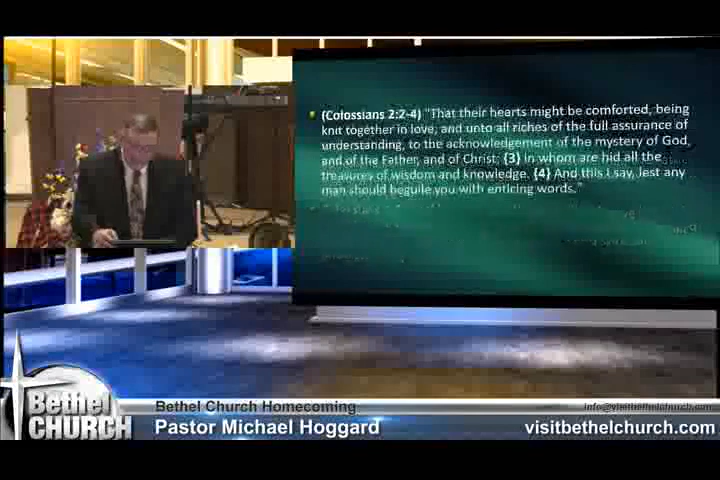 (Colossians 2:2-4) "That their hearts might be comforted, being
knit together in love, and unto all riches of the full assurance of
understanding, to the acknowledgement of the mystery of God,
and of the Father, and of Christ; (3) In whom are hid all the
treasures of wisdom and knowledge. (4) And this I say, lest any
man should beguile you with enticing words."
Bethel
CHURCH
Bethel Church Homecoming
info@visitbethelchurch.com
Pastor Michael Hoggard
visitbethelchurch.com